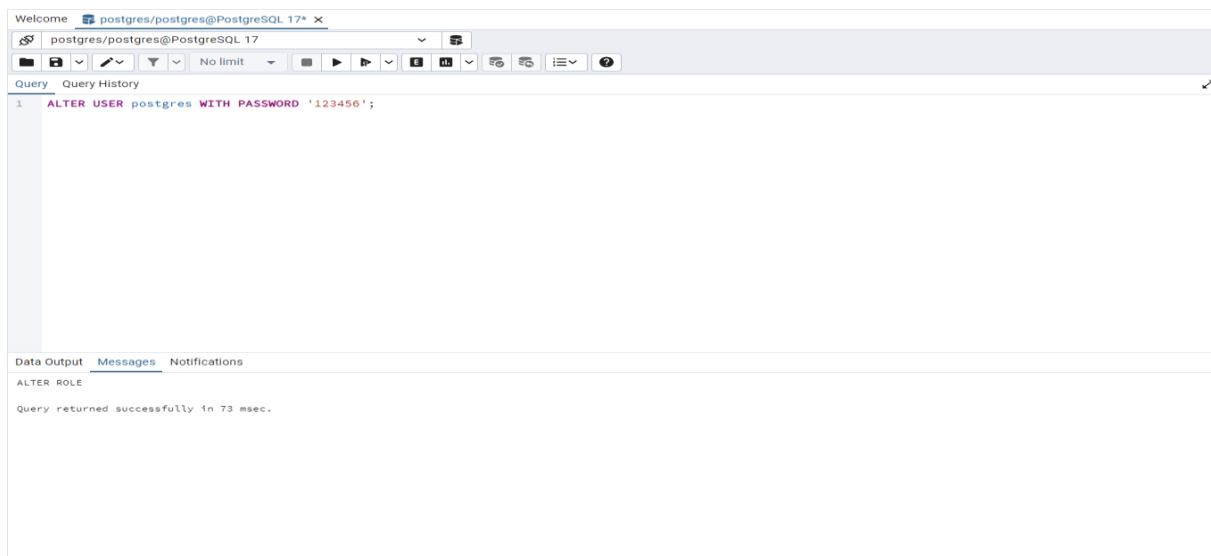 Welcome postgres/postgres@PostgreSQL 17*
postgres/postgres@PostgreSQL 17
No limit
Query Query History
1 ALTER USER postgres WITH PASSWORD '123456';
Data Output Messages Notifications
ALTER ROLE
Query returned successfully in 73 msec.